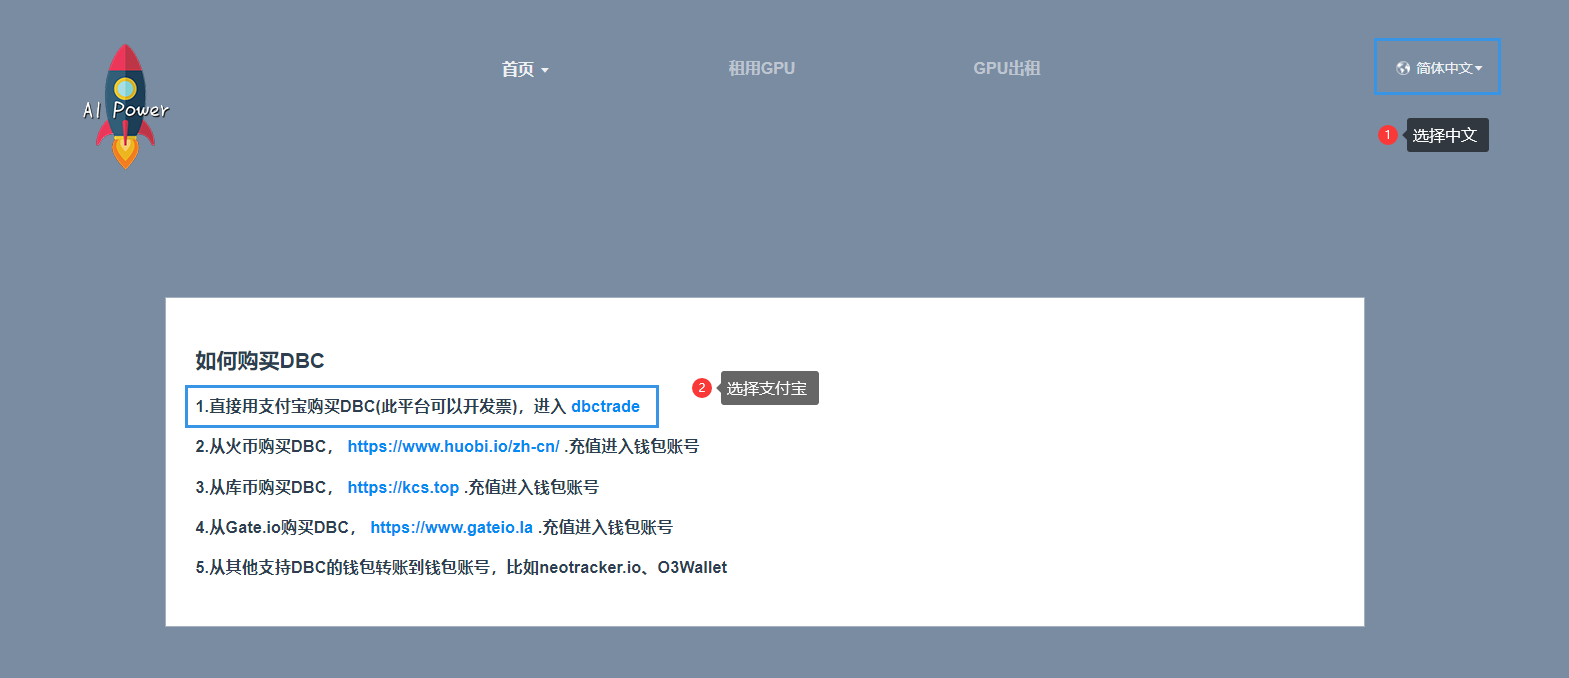 AI Power
首页
租用GPU
GPU出租
简体中文
1 选择中文
如何购买DBC
2 选择支付宝
1.直接用支付宝购买DBC(此平台可以开发票)，进入 dbctrade
2.从火币购买DBC， https://www.huobi.io/zh-cn/ .充值进入钱包账号
3.从库币购买DBC， https://kcs.top .充值进入钱包账号
4.从Gate.io购买DBC， https://www.gateio.la .充值进入钱包账号
5.从其他支持DBC的钱包转账到钱包账号，比如neotracker.io、O3Wallet